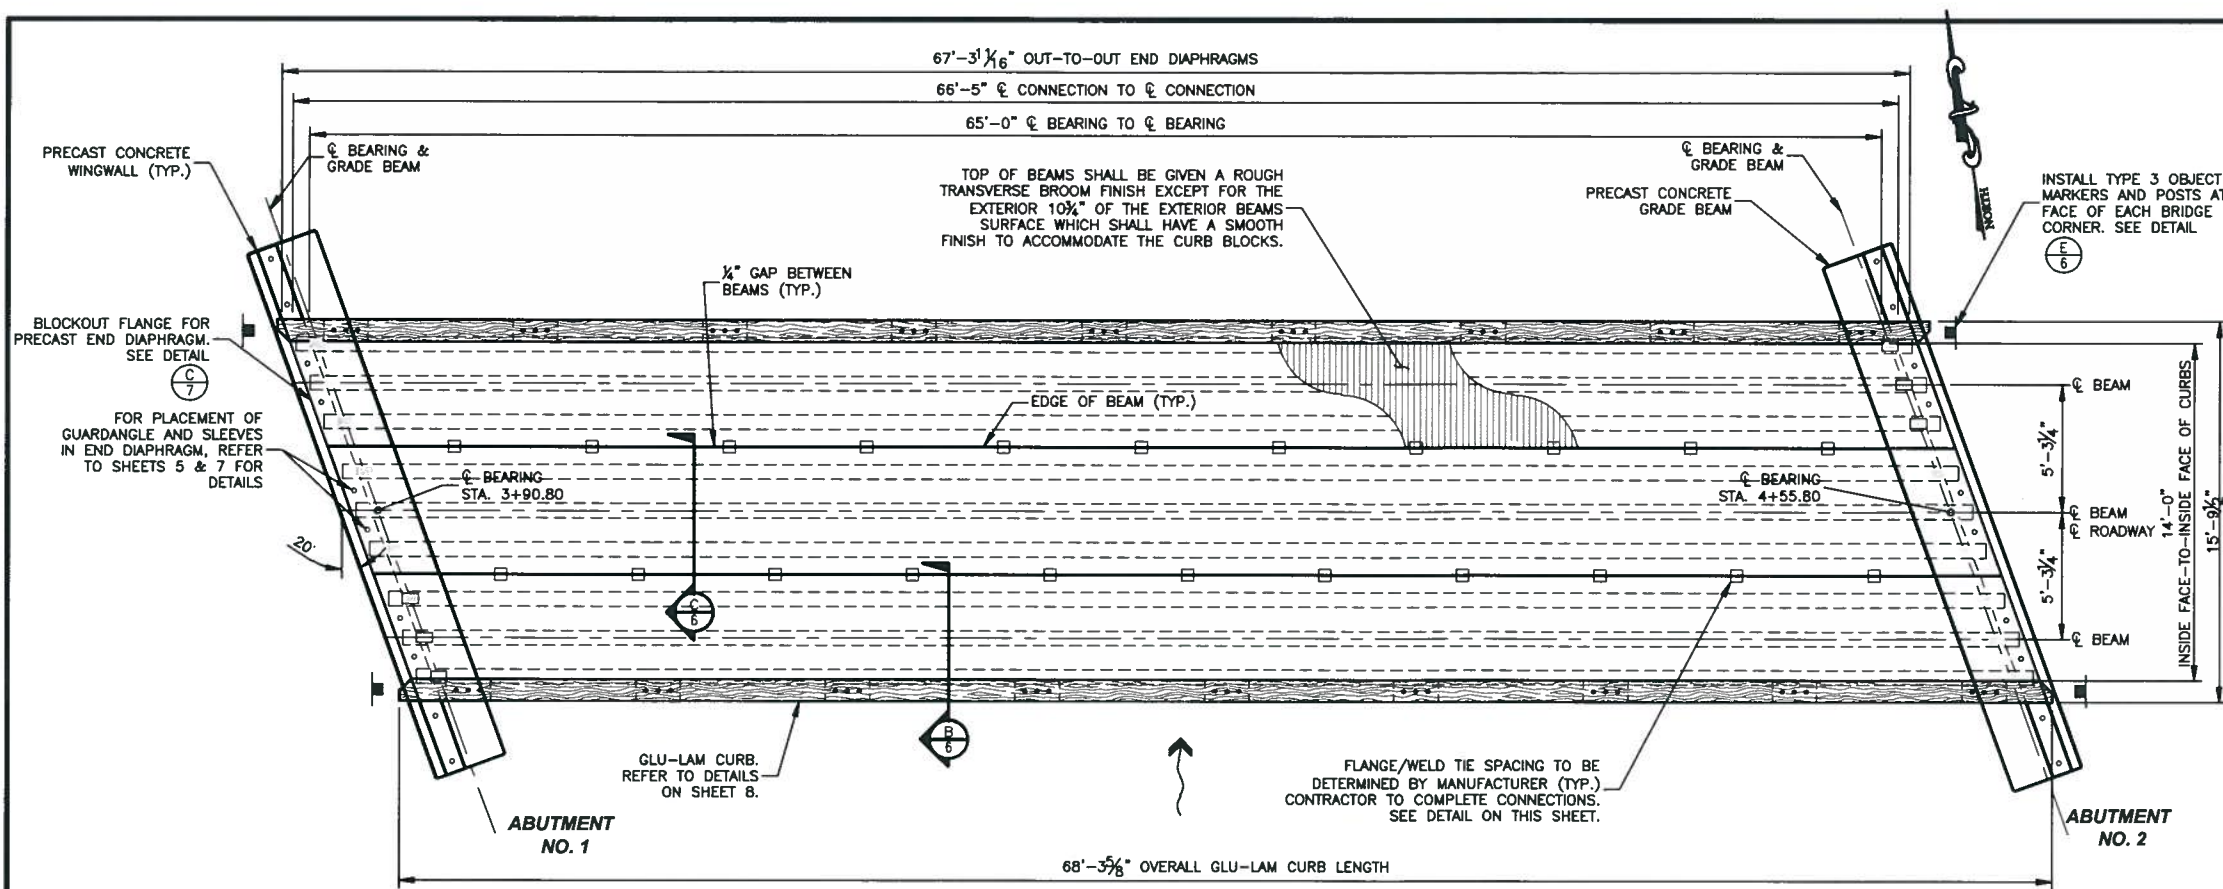 67'-3 11/16" OUT-TO-OUT END DIAPHRAGMS
66'-5" ℄ CONNECTION TO ℄ CONNECTION
65'-0" ℄ BEARING TO ℄ BEARING
PRECAST CONCRETE
WINGWALL (TYP.)
℄ BEARING &
GRADE BEAM
TOP OF BEAMS SHALL BE GIVEN A ROUGH
TRANSVERSE BROOM FINISH EXCEPT FOR THE
EXTERIOR 10¾" OF THE EXTERIOR BEAMS
SURFACE WHICH SHALL HAVE A SMOOTH
FINISH TO ACCOMMODATE THE CURB BLOCKS.
℄ BEARING &
GRADE BEAM
PRECAST CONCRETE
GRADE BEAM
NORTH
INSTALL TYPE 3 OBJECT
MARKERS AND POSTS AT
FACE OF EACH BRIDGE
CORNER. SEE DETAIL
E
6
¼" GAP BETWEEN
BEAMS (TYP.)
BLOCKOUT FLANGE FOR
PRECAST END DIAPHRAGM.
SEE DETAIL
C
7
FOR PLACEMENT OF
GUARDANGLE AND SLEEVES
IN END DIAPHRAGM, REFER
TO SHEETS 5 & 7 FOR
DETAILS
EDGE OF BEAM (TYP.)
℄ BEARING
STA. 3+90.80
℄ BEARING
STA. 4+55.80
℄ BEAM
5'-3¼"
℄ BEAM
℄ ROADWAY
5'-3¼"
℄ BEAM
14'-0"
INSIDE FACE-TO-INSIDE FACE OF CURBS
15'-9½"
20°
C
6
B
6
GLU-LAM CURB.
REFER TO DETAILS
ON SHEET 8.
FLANGE/WELD TIE SPACING TO BE
DETERMINED BY MANUFACTURER (TYP.)
CONTRACTOR TO COMPLETE CONNECTIONS.
SEE DETAIL ON THIS SHEET.
ABUTMENT
NO. 1
ABUTMENT
NO. 2
68'-3⅝" OVERALL GLU-LAM CURB LENGTH